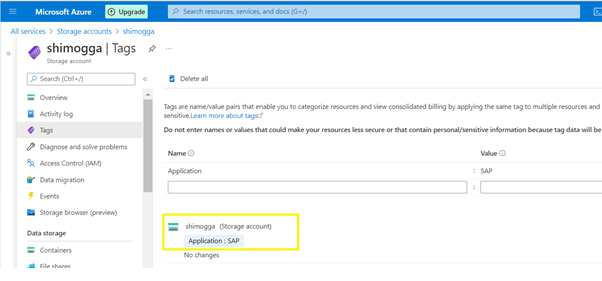 Microsoft Azure
Upgrade
Search resources, services, and docs (G+/)
All services > Storage accounts > shimogga
shimogga | Tags
...
Storage account
Search (Ctrl+/)
«
»
Delete all
Overview
Activity log
Tags
Diagnose and solve problems
Access Control (IAM)
Data migration
Events
Storage browser (preview)
Data storage
Containers
File shares
Tags are name/value pairs that enable you to categorize resources and view consolidated billing by applying the same tag to multiple resources and
sensitive.Learn more about tags
Do not enter names or values that could make your resources less secure or that contain personal/sensitive information because tag data will be
Name
Value
Application : SAP
:
shimogga (Storage account)
Application : SAP
No changes